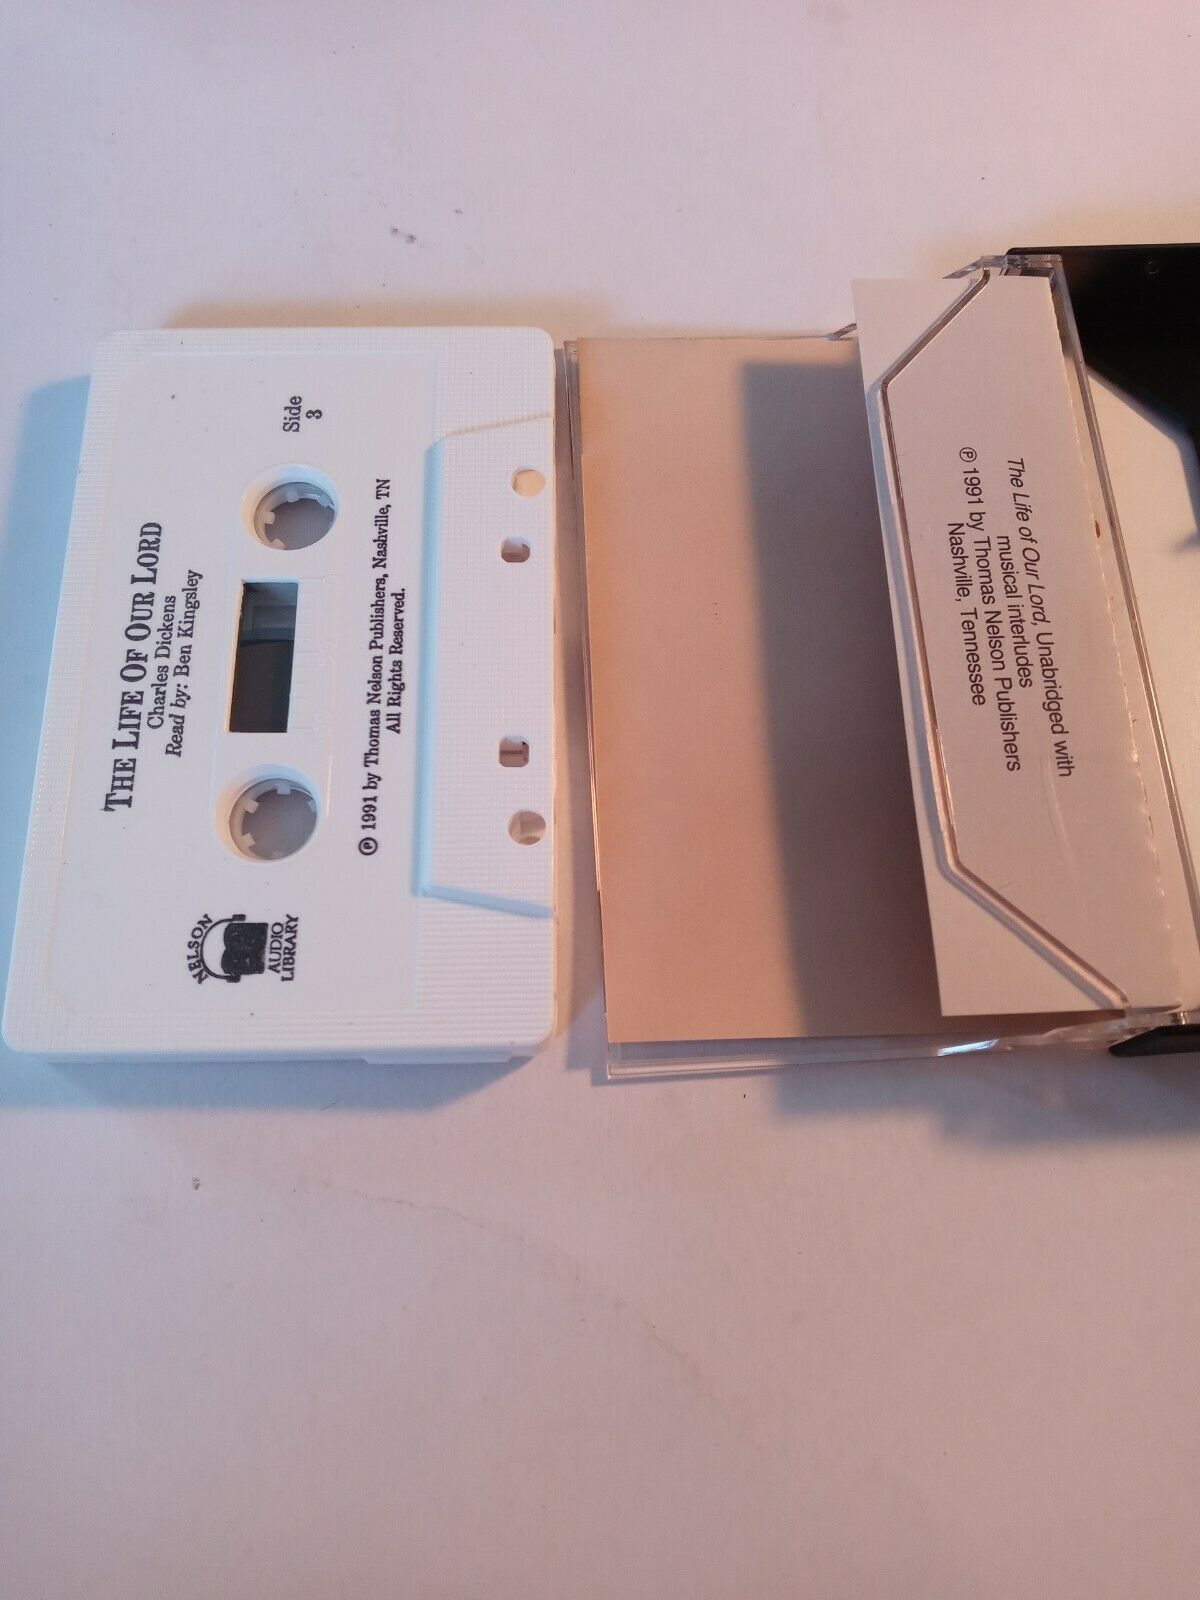 THE LIFE OF OUR LORD
Charles Dickens
Read by: Ben Kingsley
Side
3
NELSON
AUDIO
LIBRARY
℗ 1991 by Thomas Nelson Publishers, Nashville, TN
All Rights Reserved.
The Life of Our Lord, Unabridged with
musical interludes
℗ 1991 by Thomas Nelson Publishers
Nashville, Tennessee